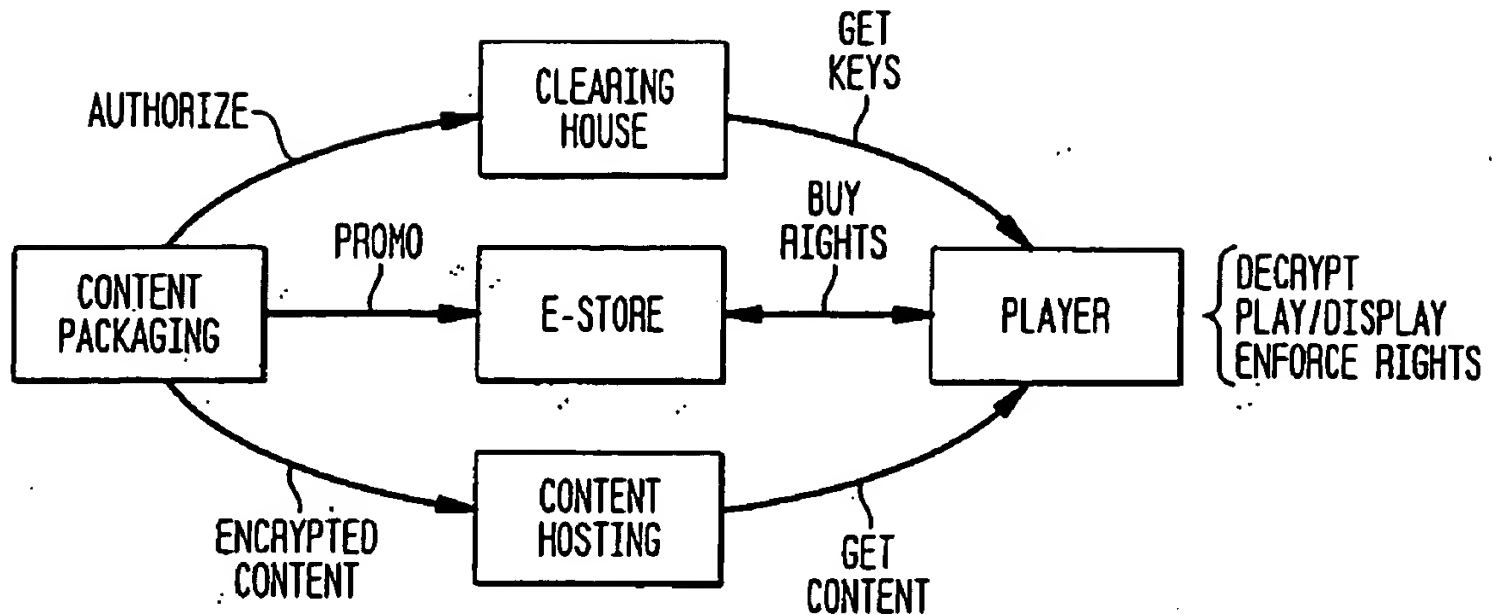 GET
KEYS
CLEARING
HOUSE
AUTHORIZE
BUY
RIGHTS
PROMO
CONTENT
PACKAGING
E-STORE
PLAYER
DECRYPT
PLAY/DISPLAY
ENFORCE RIGHTS
CONTENT
HOSTING
ENCRYPTED
CONTENT
GET
CONTENT